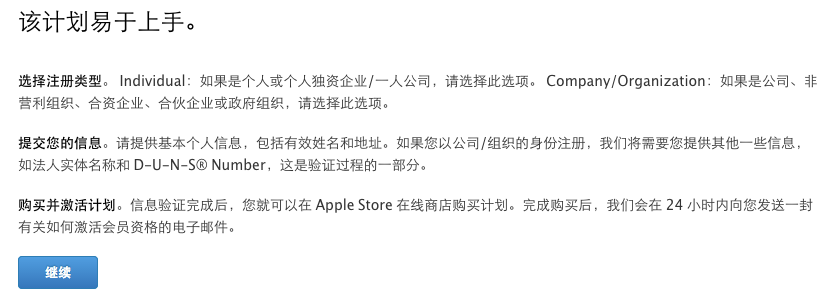 该计划易于上手。
选择注册类型。 Individual：如果是个人或个人独资企业/一人公司，请选择此选项。 Company/Organization：如果是公司、非
营利组织、合资企业、合伙企业或政府组织，请选择此选项。
提交您的信息。请提供基本个人信息，包括有效姓名和地址。如果您以公司/组织的身份注册，我们将需要您提供其他一些信息，
如法人实体名称和 D-U-N-S® Number，这是验证过程的一部分。
购买并激活计划。信息验证完成后，您就可以在 Apple Store 在线商店购买计划。完成购买后，我们会在 24 小时内向您发送一封
有关如何激活会员资格的电子邮件。
继续